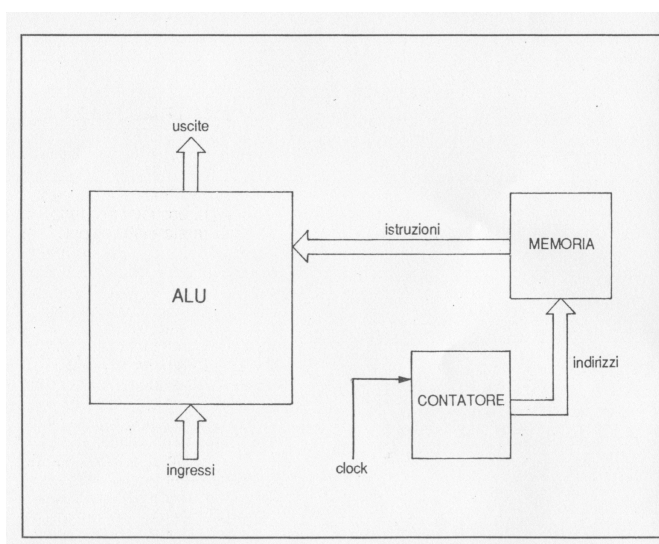 uscite
istruzioni
MEMORIA
ALU
indirizzi
CONTATORE
ingressi
clock